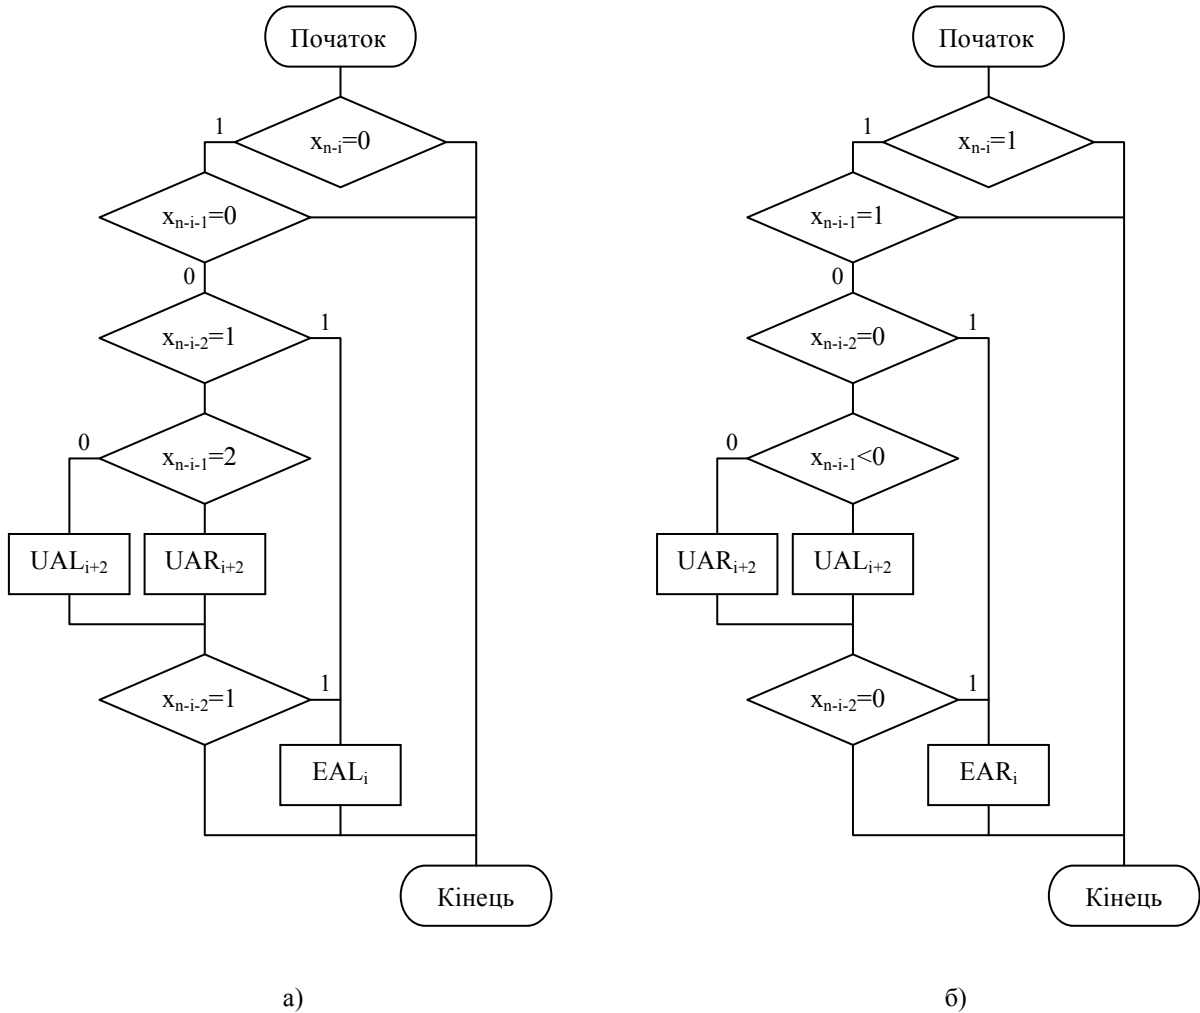 Початок
1
xₙ₋ᵢ=0
xₙ₋ᵢ₋₁=0
0
xₙ₋ᵢ₋₂=1
1
0
xₙ₋ᵢ₋₁=2
UALᵢ₊₂
UARᵢ₊₂
xₙ₋ᵢ₋₂=1
1
EALᵢ
Кінець
а)
Початок
1
xₙ₋ᵢ=1
xₙ₋ᵢ₋₁=1
0
xₙ₋ᵢ₋₂=0
1
0
xₙ₋ᵢ₋₁<0
UARᵢ₊₂
UALᵢ₊₂
xₙ₋ᵢ₋₂=0
1
EARᵢ
Кінець
б)